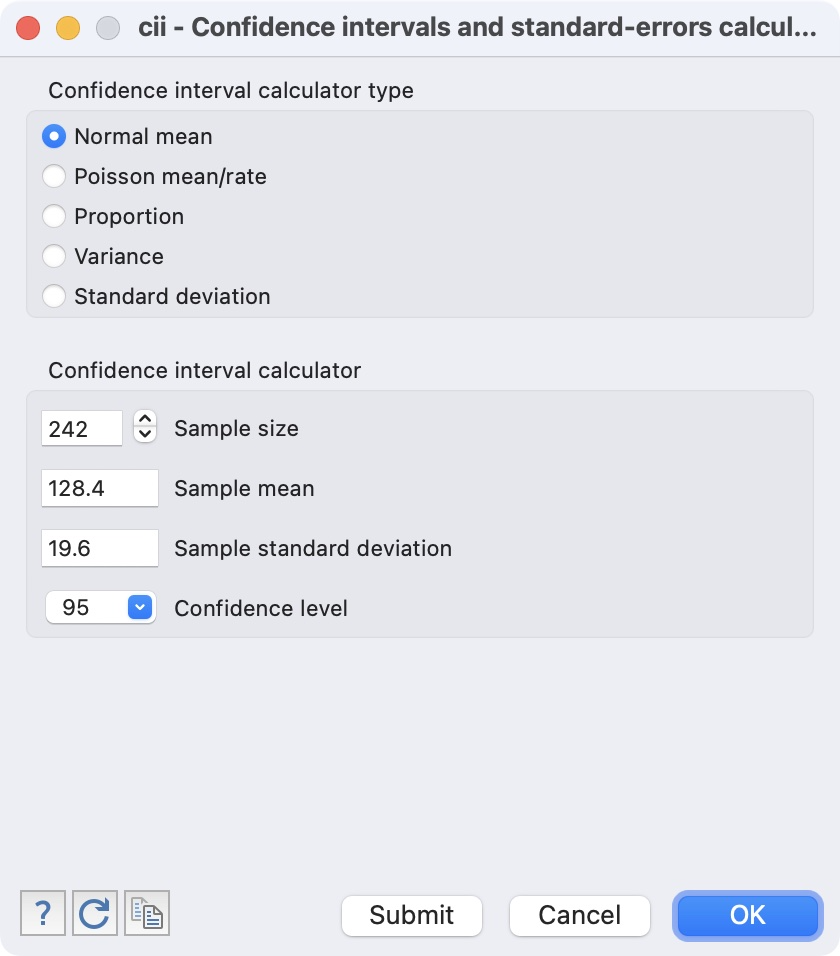 cii - Confidence intervals and standard-errors calcul...
Confidence interval calculator type
Normal mean
Poisson mean/rate
Proportion
Variance
Standard deviation
Confidence interval calculator
242 Sample size
128.4 Sample mean
19.6 Sample standard deviation
95 Confidence level
? Submit Cancel OK